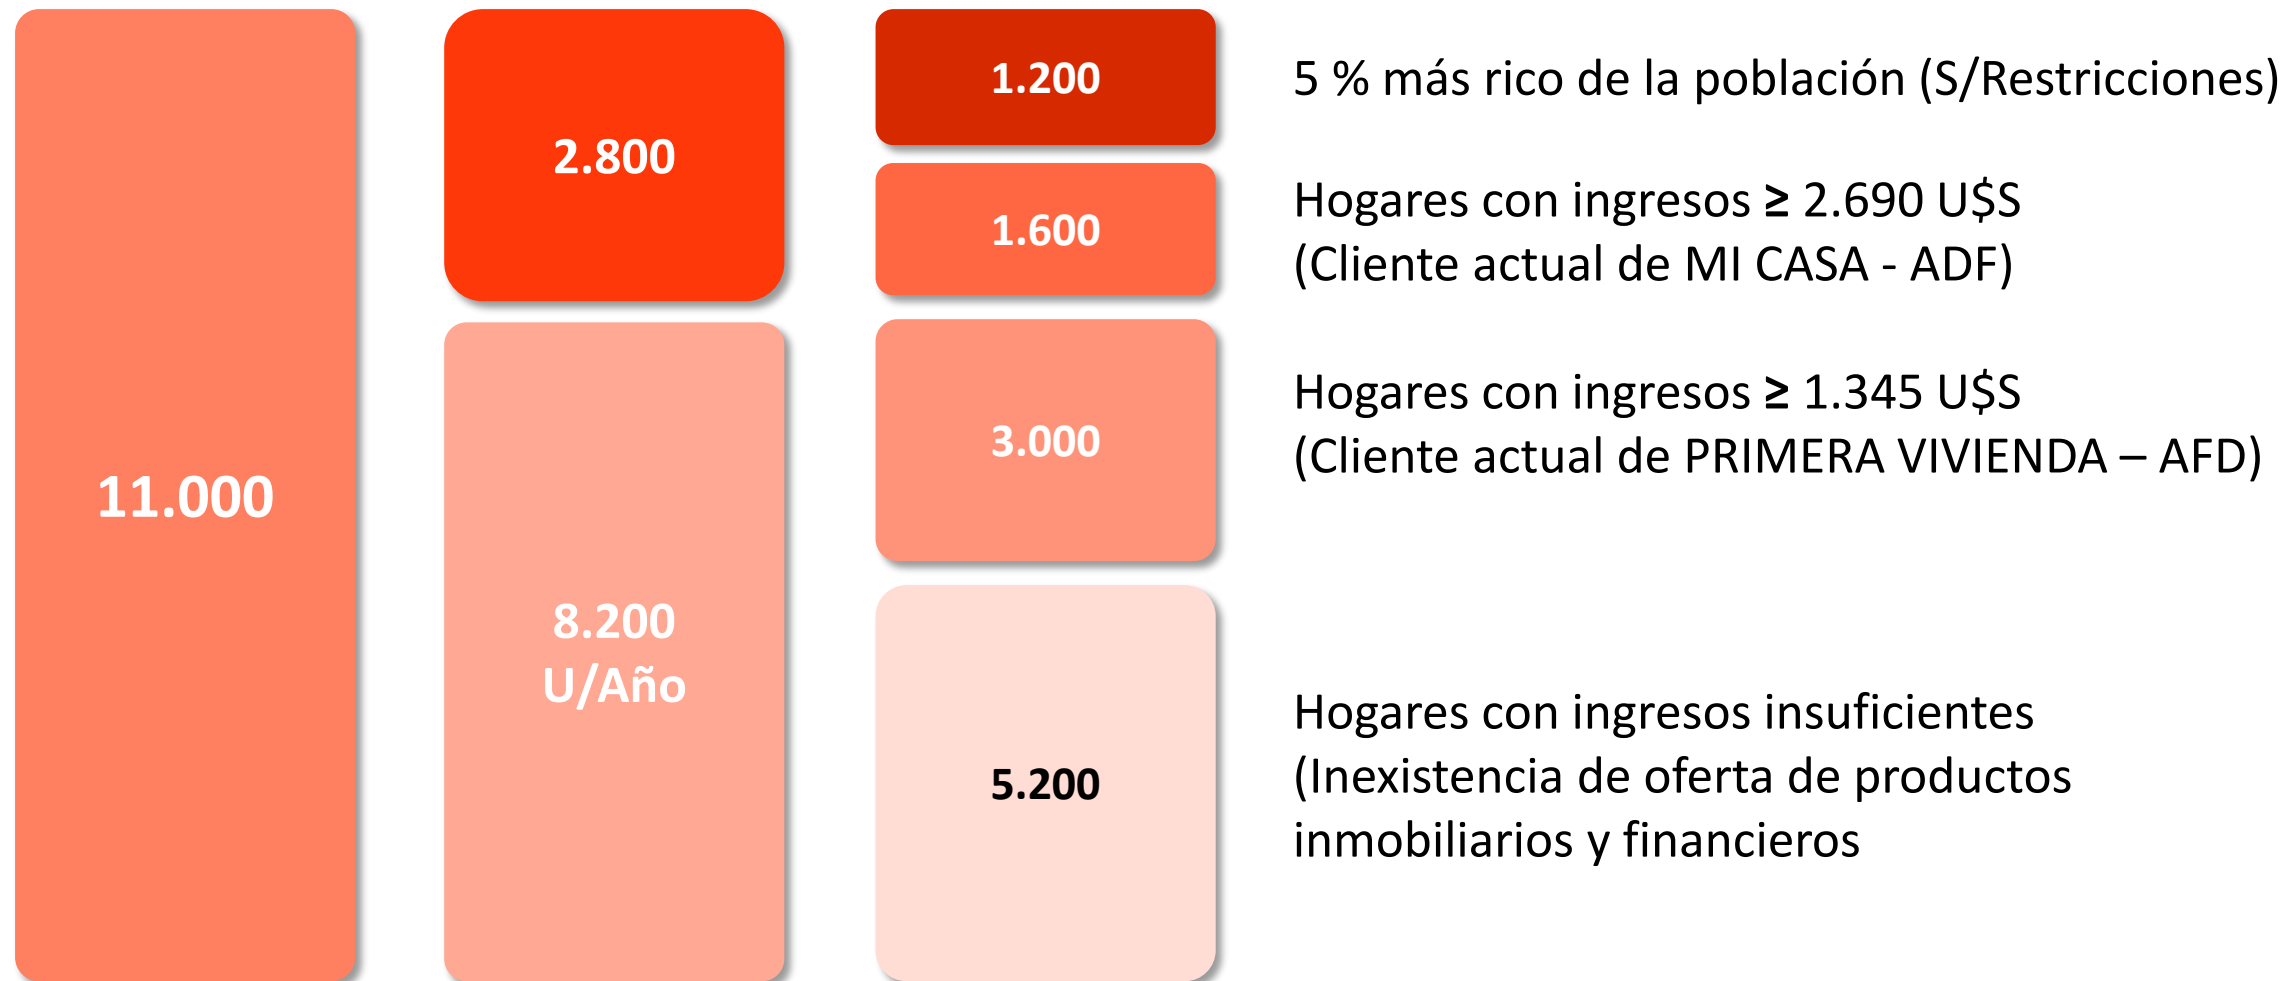 11.000
2.800
8.200
U/Año
1.200
1.600
3.000
5.200
5 % más rico de la población (S/Restricciones)
Hogares con ingresos ≥ 2.690 U$S
(Cliente actual de MI CASA - ADF)
Hogares con ingresos ≥ 1.345 U$S
(Cliente actual de PRIMERA VIVIENDA – AFD)
Hogares con ingresos insuficientes
(Inexistencia de oferta de productos
inmobiliarios y financieros